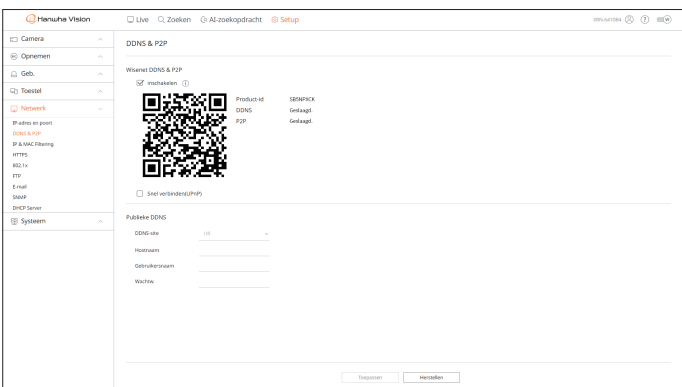 Hanwha Vision
Live Zoeken AI-zoekopdracht Setup
Camera
Opnemen
Geb.
Toestel
Netwerk
IP-adres en poort
DDNS & P2P
IP & MAC Filtering
HTTPS
802.1x
FTP
E-mail
SNMP
DHCP Server
Systeem
DDNS & P2P
Wisenet DDNS & P2P
Inschakelen
Product-id
DDNS Geslaagd.
P2P Geslaagd.
Snel verbinden(UPnP)
Publieke DDNS
DDNS-site Uit
Hostnaam
Gebruikersnaam
Wachtw.
Toepassen Herstellen